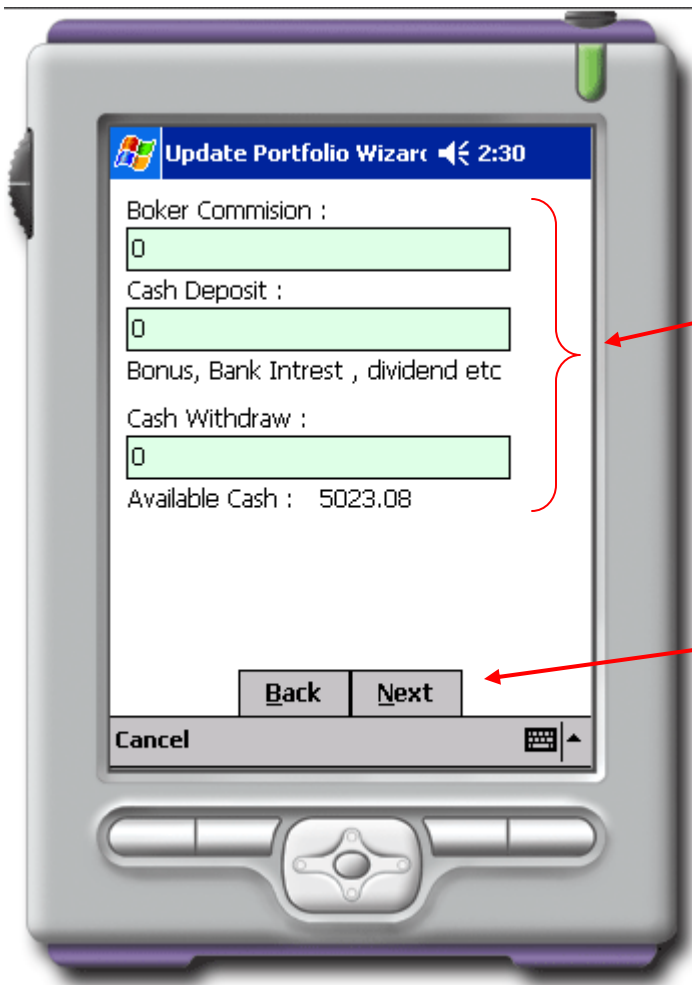 Update Portfolio Wizarc 2:30
Boker Commision :
0
Cash Deposit :
0
Bonus, Bank Intrest , dividend etc
Cash Withdraw :
0
Available Cash : 5023.08
Back Next
Cancel